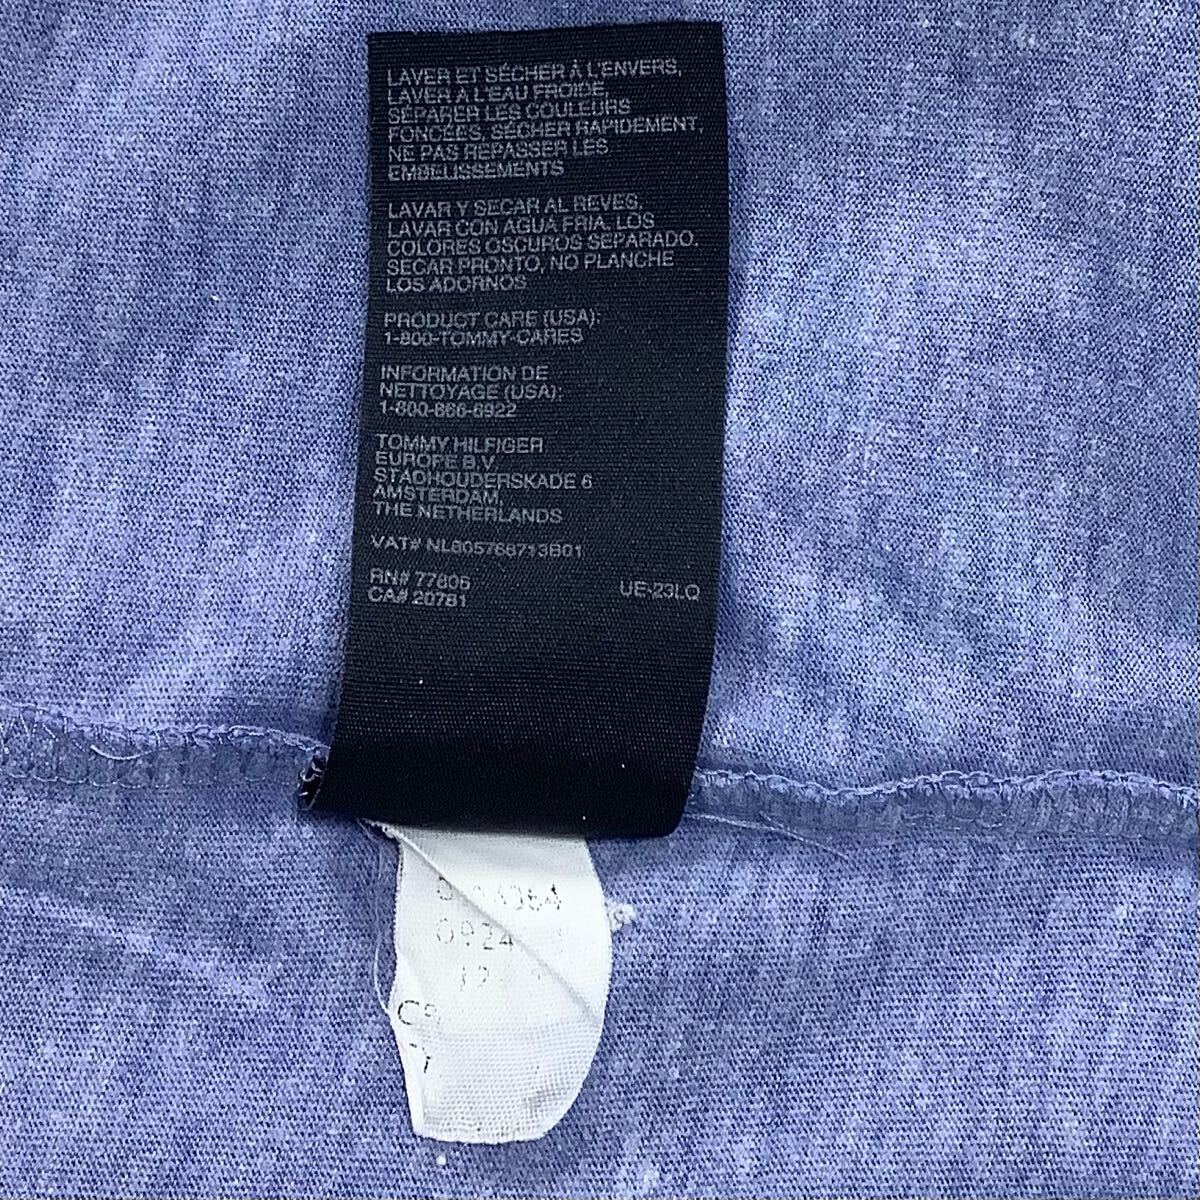 LAVER ET SÉCHER À L'ENVERS,
LAVER À L'EAU FROIDE,
SÉPARER LES COULEURS
FONCÉES, SÉCHER RAPIDEMENT,
NE PAS REPASSER LES
EMBELISSEMENTS
LAVAR Y SECAR AL REVES,
LAVAR CON AGUA FRIA, LOS
COLORES OSCUROS SEPARADO,
SECAR PRONTO, NO PLANCHE
LOS ADORNOS
PRODUCT CARE (USA):
1-800-TOMMY-CARES
INFORMATION DE
NETTOYAGE (USA):
1-800-866-6922
TOMMY HILFIGER
EUROPE B.V.
STADHOUDERSKADE 6
AMSTERDAM,
THE NETHERLANDS
VAT# NL805768713B01
RN# 77806
CA# 20781
UE-23LQ